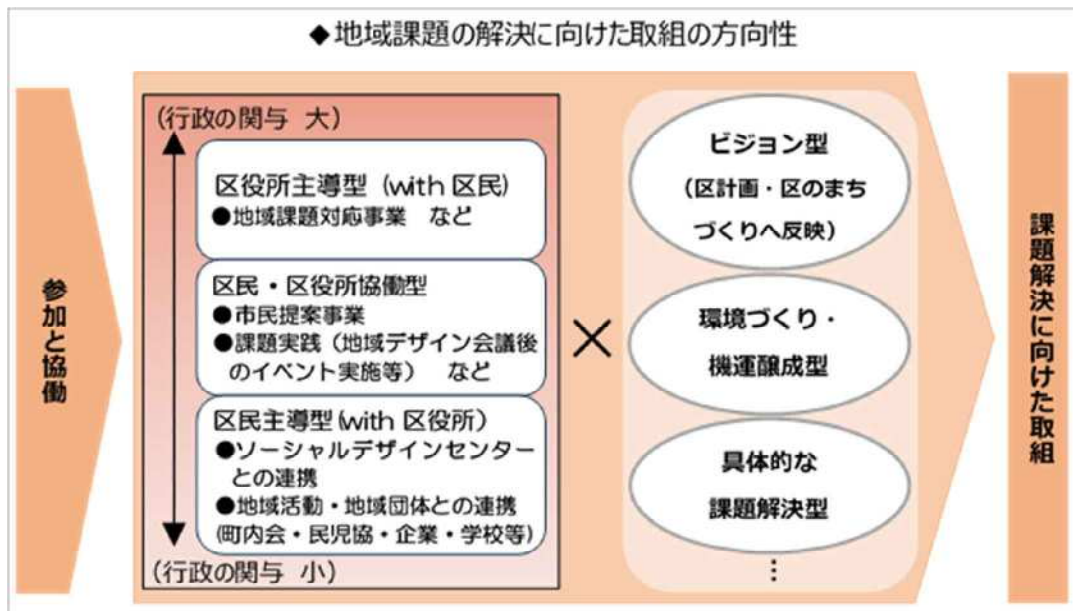 ◆地域課題の解決に向けた取組の方向性
参加と協働
(行政の関与 大)
区役所主導型 (with 区民)
●地域課題対応事業 など
区民・区役所協働型
●市民提案事業
●課題実践(地域デザイン会議後
のイベント実施等) など
区民主導型(with 区役所)
●ソーシャルデザインセンター
との連携
●地域活動・地域団体との連携
(町内会・民児協・企業・学校等)
(行政の関与 小)
×
ビジョン型
(区計画・区のまち
づくりへ反映)
環境づくり・
機運醸成型
具体的な
課題解決型
⋮
課題解決に向けた取組